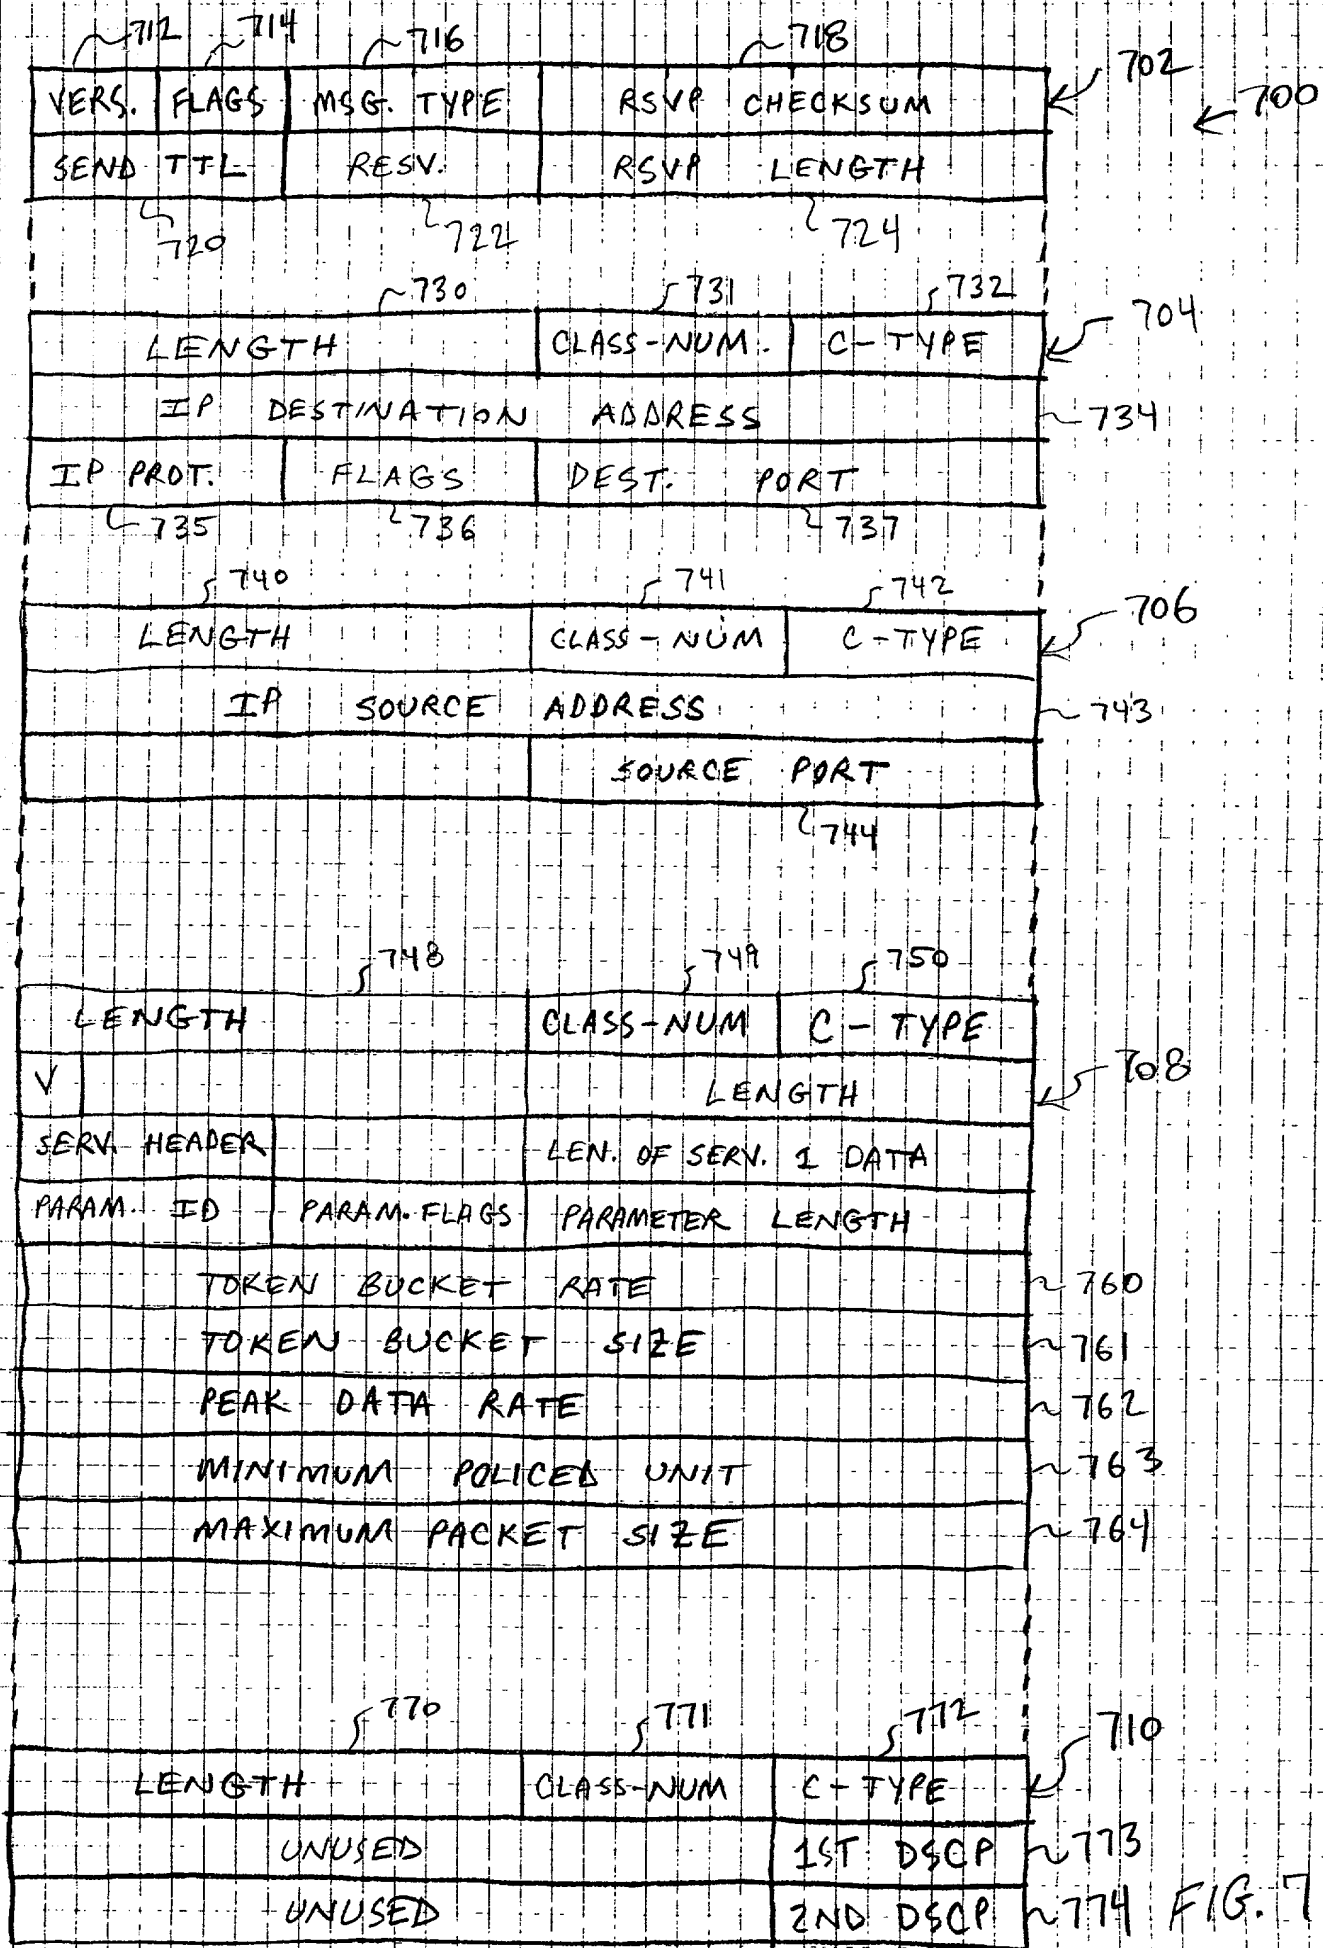 712 714 716 718 702 700
VERS. FLAGS MSG. TYPE RSVP CHECKSUM
SEND TTL RESV. RSVP LENGTH
720 722 724
730 731 732 704
LENGTH CLASS-NUM. C-TYPE
IP DESTINATION ADDRESS 734
IP PROT. FLAGS DEST. PORT
735 736 737
740 741 742 706
LENGTH CLASS-NUM C-TYPE
IP SOURCE ADDRESS 743
SOURCE PORT
744
748 749 750
LENGTH CLASS-NUM C-TYPE
V LENGTH 708
SERV. HEADER LEN. OF SERV. 1 DATA
PARAM. ID PARAM. FLAGS PARAMETER LENGTH
TOKEN BUCKET RATE 760
TOKEN BUCKET SIZE 761
PEAK DATA RATE 762
MINIMUM POLICED UNIT 763
MAXIMUM PACKET SIZE 764
770 771 772 710
LENGTH CLASS-NUM C-TYPE
UNUSED 1ST DSCP 773
UNUSED 2ND DSCP 774 FIG. 7